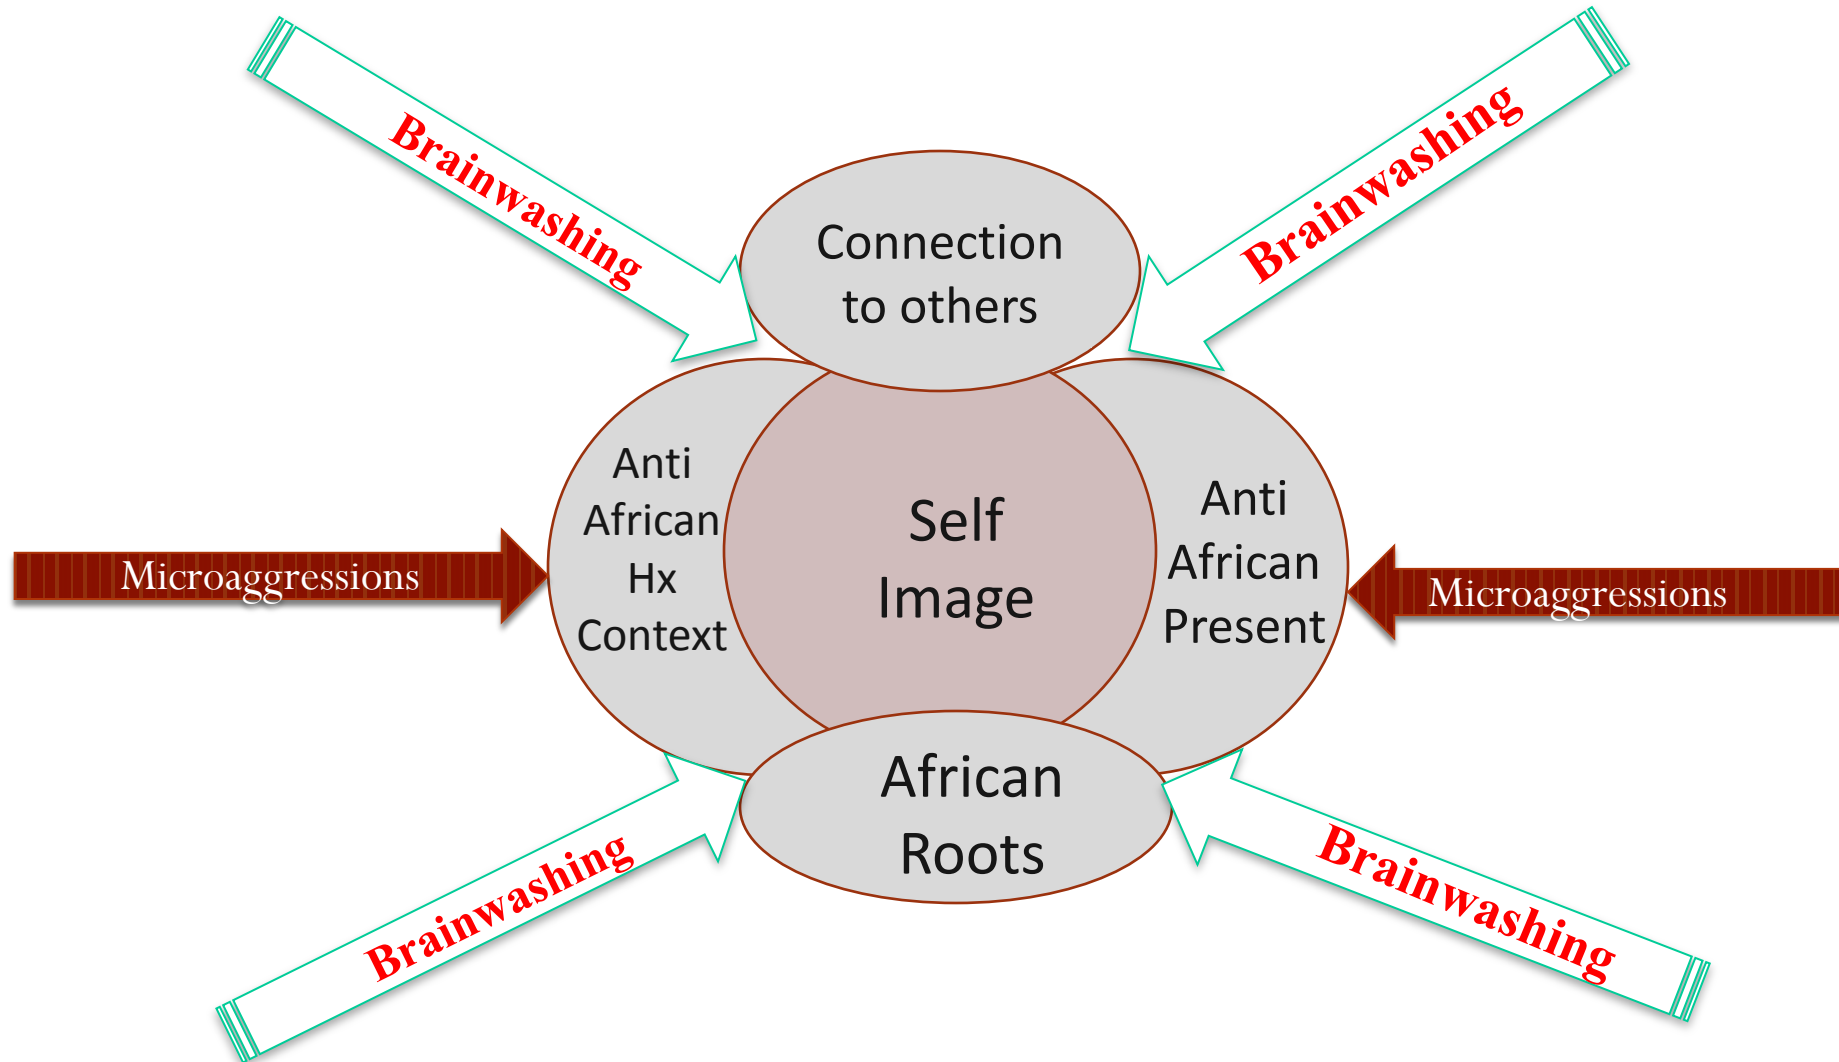 Brainwashing
Brainwashing
Connection
to others
Anti
African
Hx
Context
Self
Image
Anti
African
Present
Microaggressions
Microaggressions
African
Roots
Brainwashing
Brainwashing